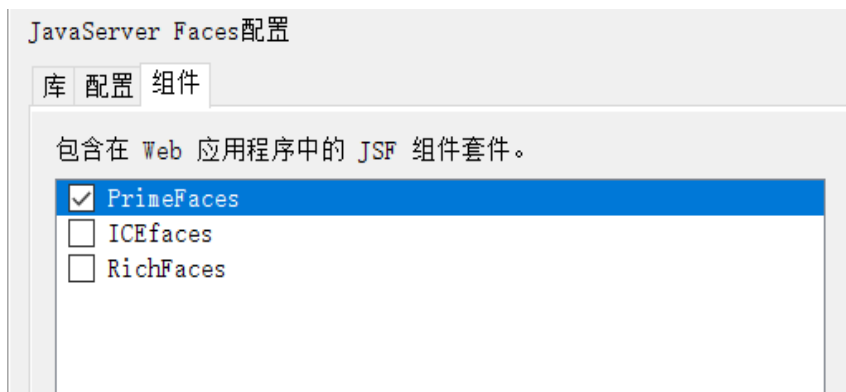 JavaServer Faces配置
库 配置 组件
包含在 Web 应用程序中的 JSF 组件套件。
PrimeFaces
ICEfaces
RichFaces